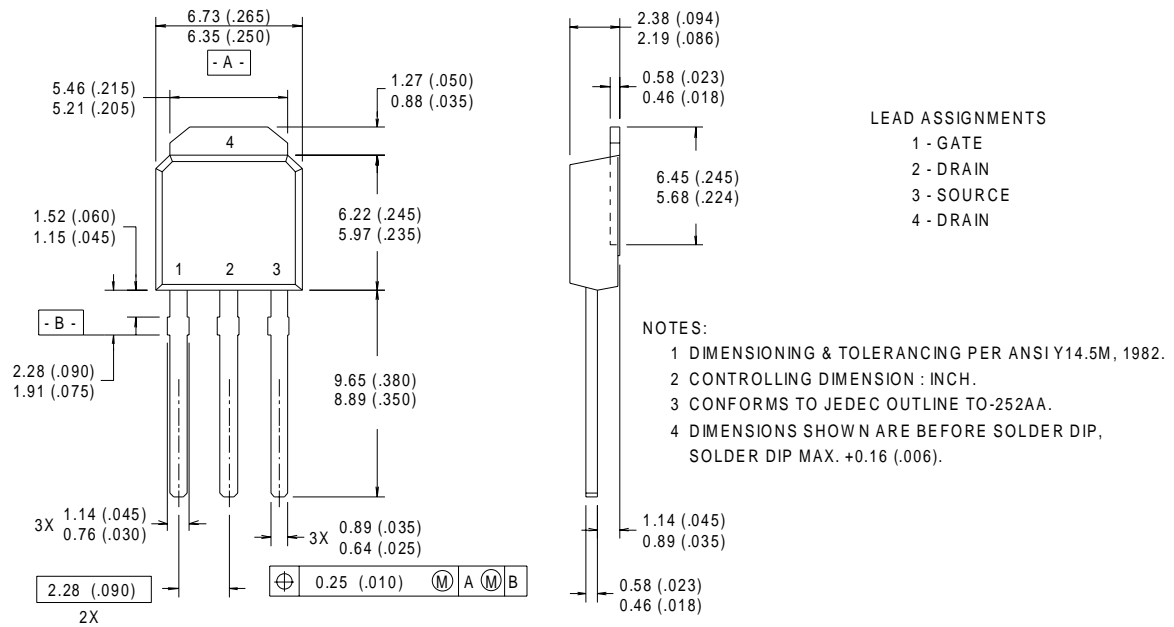 6.73 (.265)
6.35 (.250)
- A -
5.46 (.215)
5.21 (.205)
1.27 (.050)
0.88 (.035)
4
6.22 (.245)
5.97 (.235)
1.52 (.060)
1.15 (.045)
1 2 3
- B -
2.28 (.090)
1.91 (.075)
9.65 (.380)
8.89 (.350)
3X 1.14 (.045)
0.76 (.030)
3X 0.89 (.035)
0.64 (.025)
2.28 (.090)
2X
⌖ 0.25 (.010) Ⓜ A Ⓜ B
2.38 (.094)
2.19 (.086)
0.58 (.023)
0.46 (.018)
6.45 (.245)
5.68 (.224)
1.14 (.045)
0.89 (.035)
0.58 (.023)
0.46 (.018)
LEAD ASSIGNMENTS
1 - GATE
2 - DRAIN
3 - SOURCE
4 - DRAIN
NOTES:
1 DIMENSIONING & TOLERANCING PER ANSI Y14.5M, 1982.
2 CONTROLLING DIMENSION : INCH.
3 CONFORMS TO JEDEC OUTLINE TO-252AA.
4 DIMENSIONS SHOWN ARE BEFORE SOLDER DIP,
SOLDER DIP MAX. +0.16 (.006).